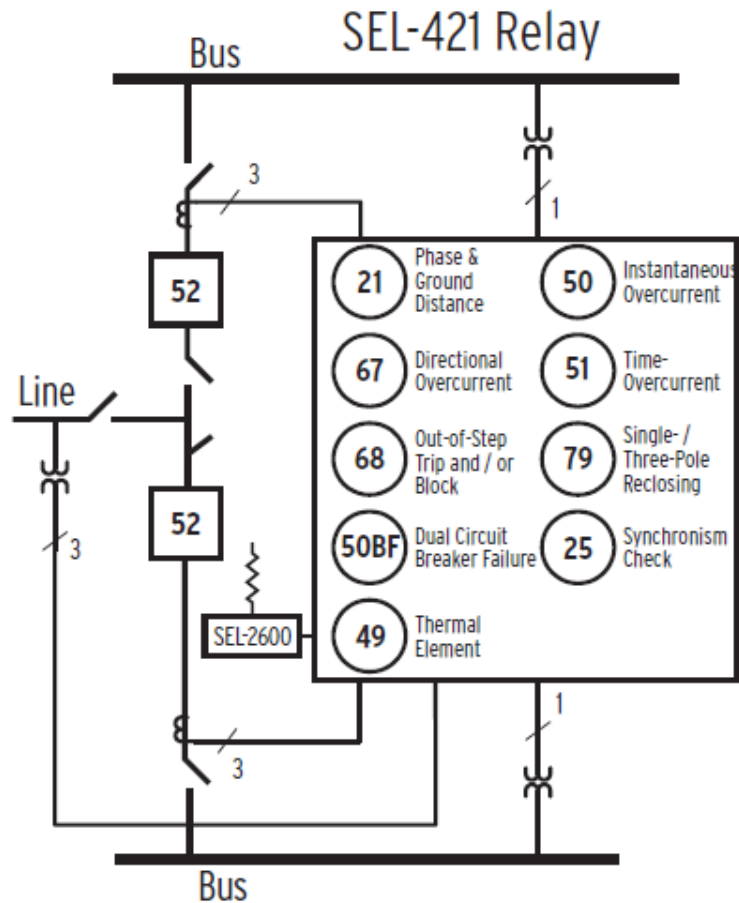 SEL-421 Relay
Bus
3
1
52
21
Phase &
Ground
Distance
50
Instantaneous
Overcurrent
67
Directional
Overcurrent
51
Time-
Overcurrent
Line
68
Out-of-Step
Trip and / or
Block
79
Single- /
Three-Pole
Reclosing
3
52
50BF
Dual Circuit
Breaker Failure
25
Synchronism
Check
SEL-2600
49
Thermal
Element
3
1
Bus